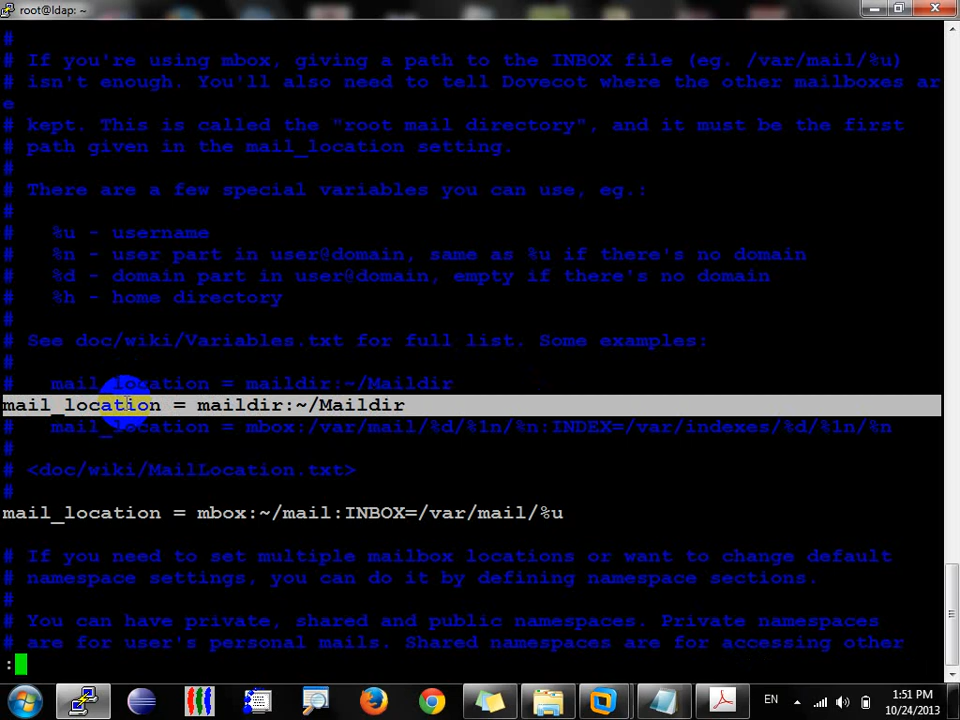 root@ldap: ~
#
# If you're using mbox, giving a path to the INBOX file (eg. /var/mail/%u)
# isn't enough. You'll also need to tell Dovecot where the other mailboxes ar
e
# kept. This is called the "root mail directory", and it must be the first
# path given in the mail_location setting.
#
# There are a few special variables you can use, eg.:
#
#   %u - username
#   %n - user part in user@domain, same as %u if there's no domain
#   %d - domain part in user@domain, empty if there's no domain
#   %h - home directory
#
# See doc/wiki/Variables.txt for full list. Some examples:
#
#   mail_location = maildir:~/Maildir
mail_location = maildir:~/Maildir
#   mail_location = mbox:/var/mail/%d/%1n/%n:INDEX=/var/indexes/%d/%1n/%n
#
# <doc/wiki/MailLocation.txt>
#
mail_location = mbox:~/mail:INBOX=/var/mail/%u
# If you need to set multiple mailbox locations or want to change default
# namespace settings, you can do it by defining namespace sections.
#
# You can have private, shared and public namespaces. Private namespaces
# are for user's personal mails. Shared namespaces are for accessing other
:
EN
1:51 PM
10/24/2013